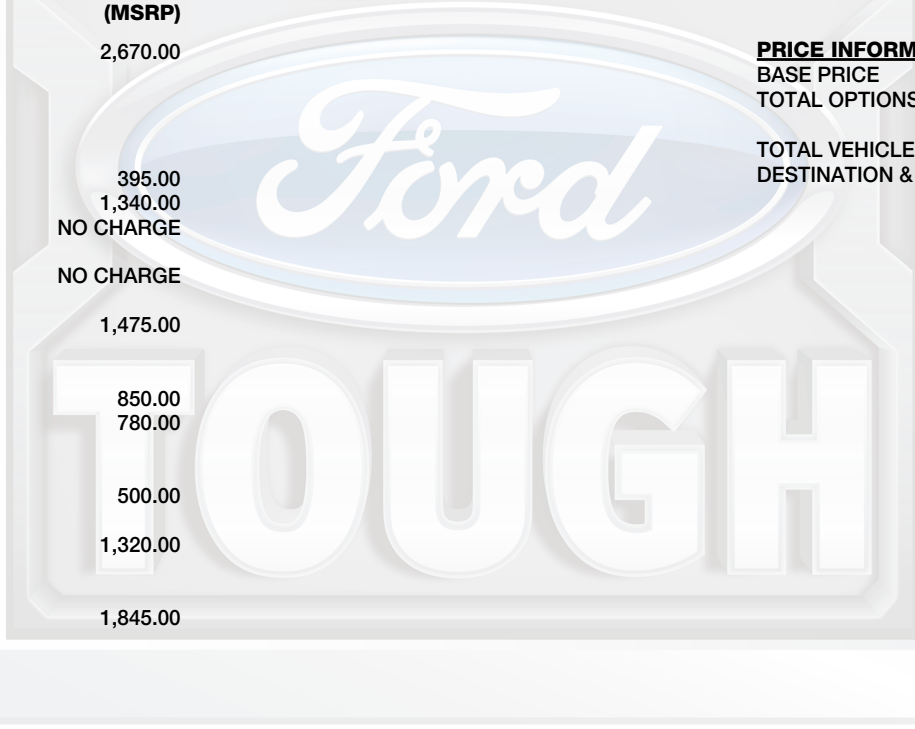 (MSRP)
2,670.00
395.00
1,340.00
NO CHARGE
NO CHARGE
1,475.00
850.00
780.00
500.00
1,320.00
1,845.00
PRICE INFORM
BASE PRICE
TOTAL OPTIONS
TOTAL VEHICLE
DESTINATION &
Ford
TOUGH